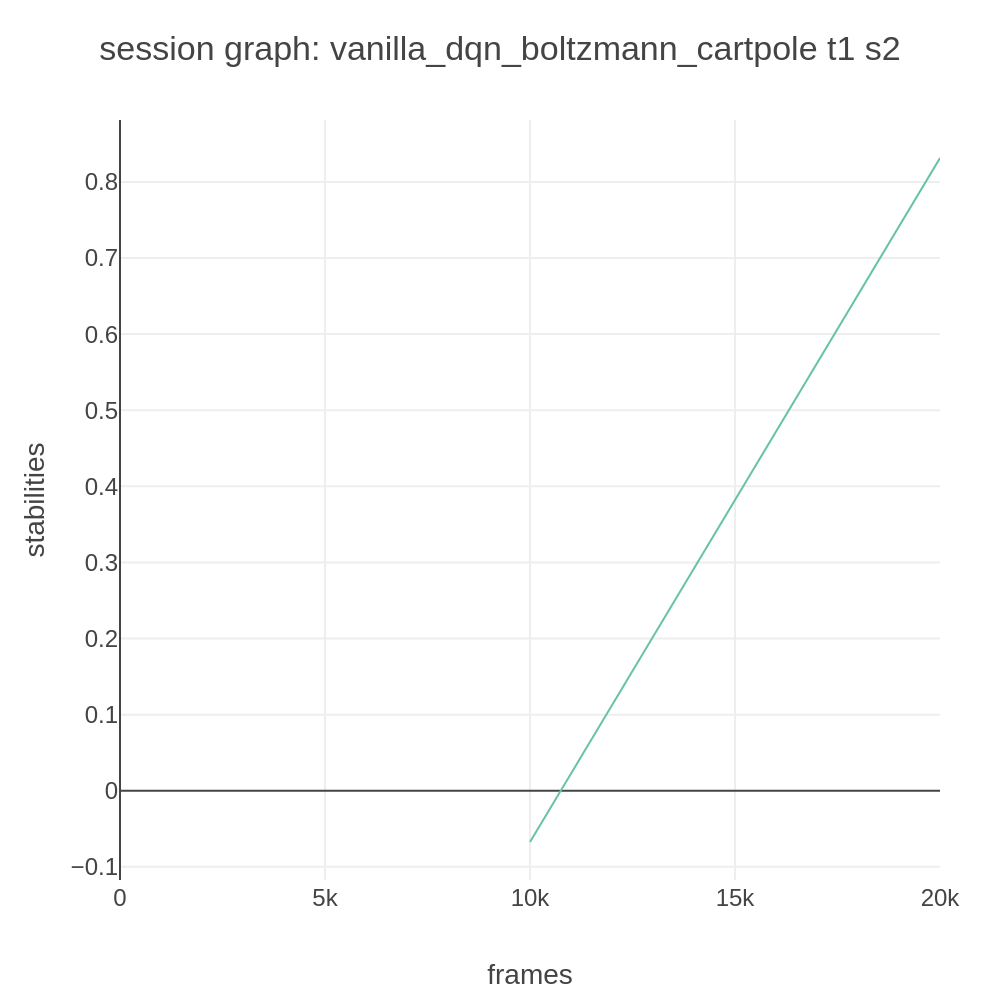 session graph: vanilla_dqn_boltzmann_cartpole t1 s2
0.8
0.7
0.6
0.5
0.4
0.3
0.2
0.1
0
−0.1
stabilities
0 5k 10k 15k 20k
frames